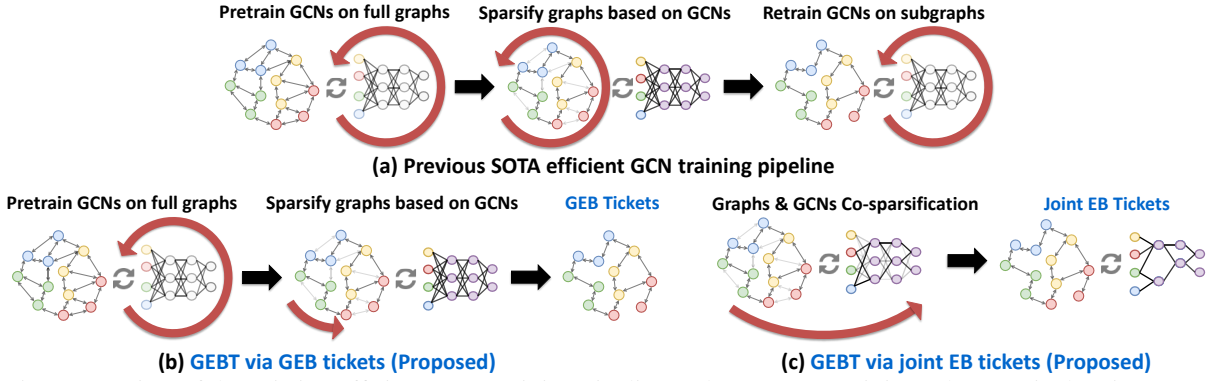 Pretrain GCNs on full graphs
Sparsify graphs based on GCNs
Retrain GCNs on subgraphs
(a) Previous SOTA efficient GCN training pipeline
Pretrain GCNs on full graphs
Sparsify graphs based on GCNs
GEB Tickets
(b) GEBT via GEB tickets (Proposed)
Graphs & GCNs Co-sparsification
Joint EB Tickets
(c) GEBT via joint EB tickets (Proposed)